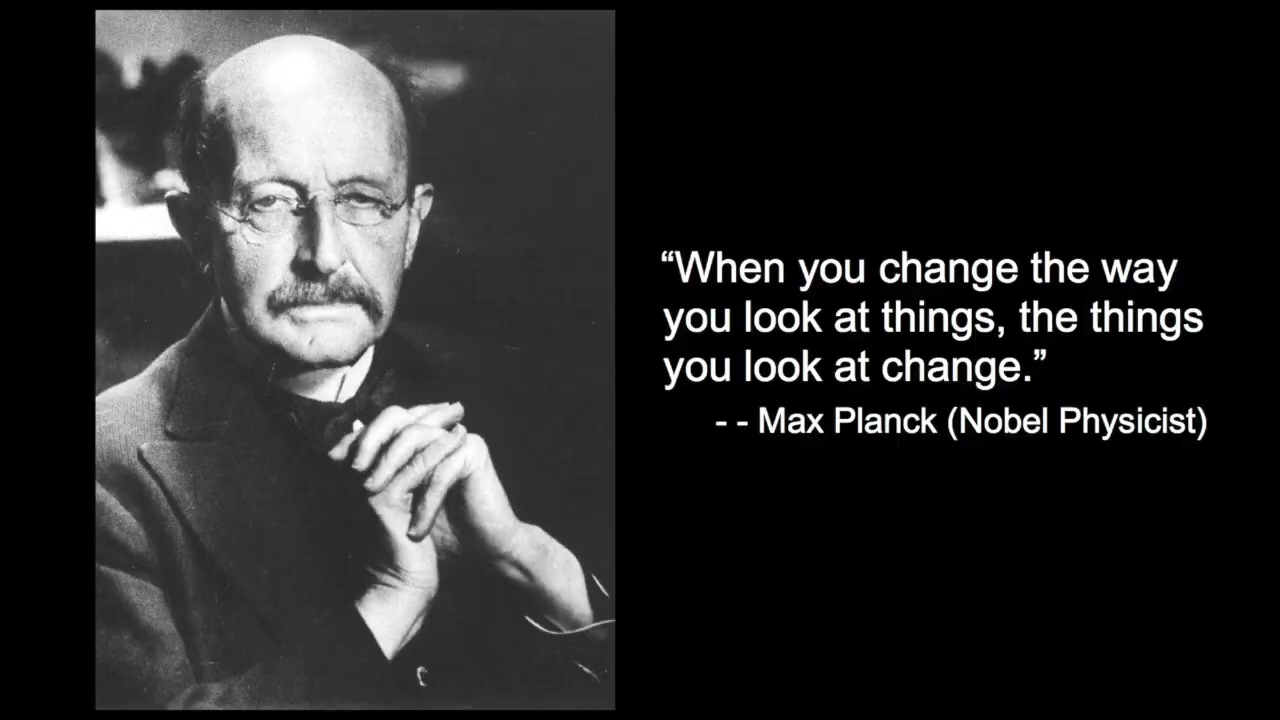 “When you change the way
you look at things, the things
you look at change.”
- - Max Planck (Nobel Physicist)